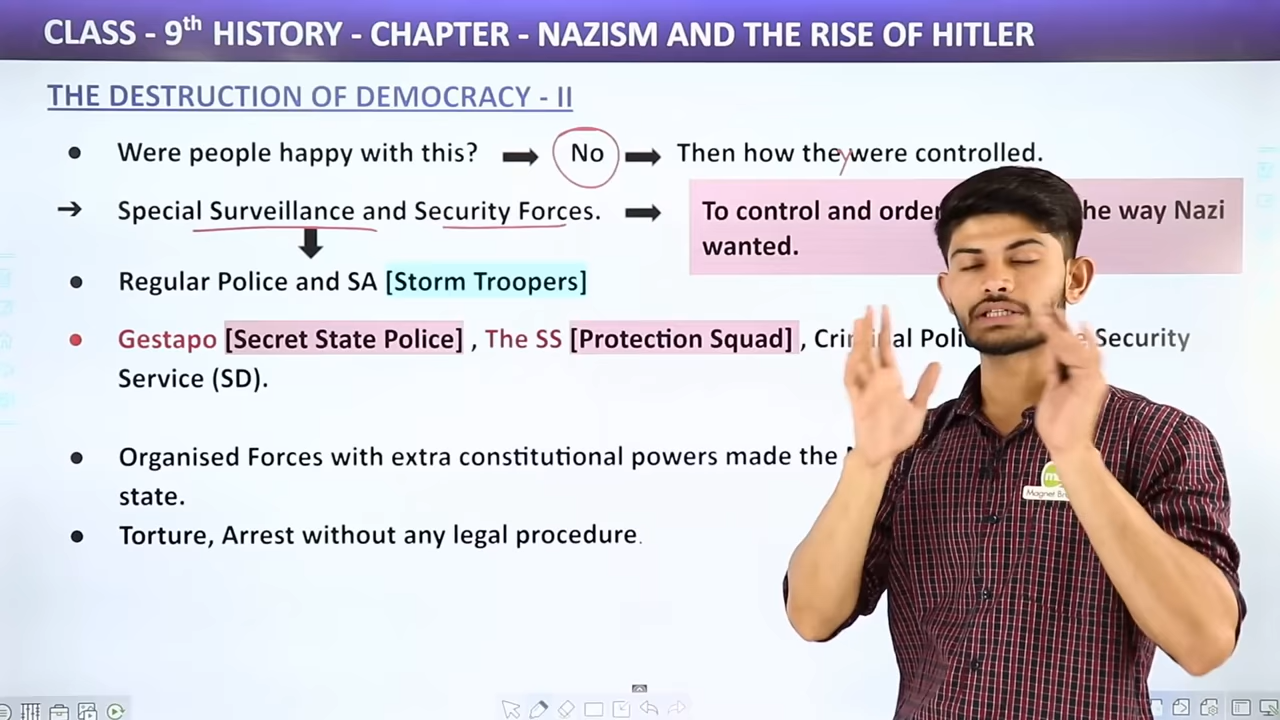 CLASS - 9th HISTORY - CHAPTER - NAZISM AND THE RISE OF HITLER
THE DESTRUCTION OF DEMOCRACY - II
Were people happy with this? No Then how they were controlled.
Special Surveillance and Security Forces. To control and order he way Nazi
wanted.
Regular Police and SA [Storm Troopers]
Gestapo [Secret State Police] , The SS [Protection Squad] , Security
Service (SD).
Organised Forces with extra constitutional powers made the
state.
Torture, Arrest without any legal procedure.
Magnet